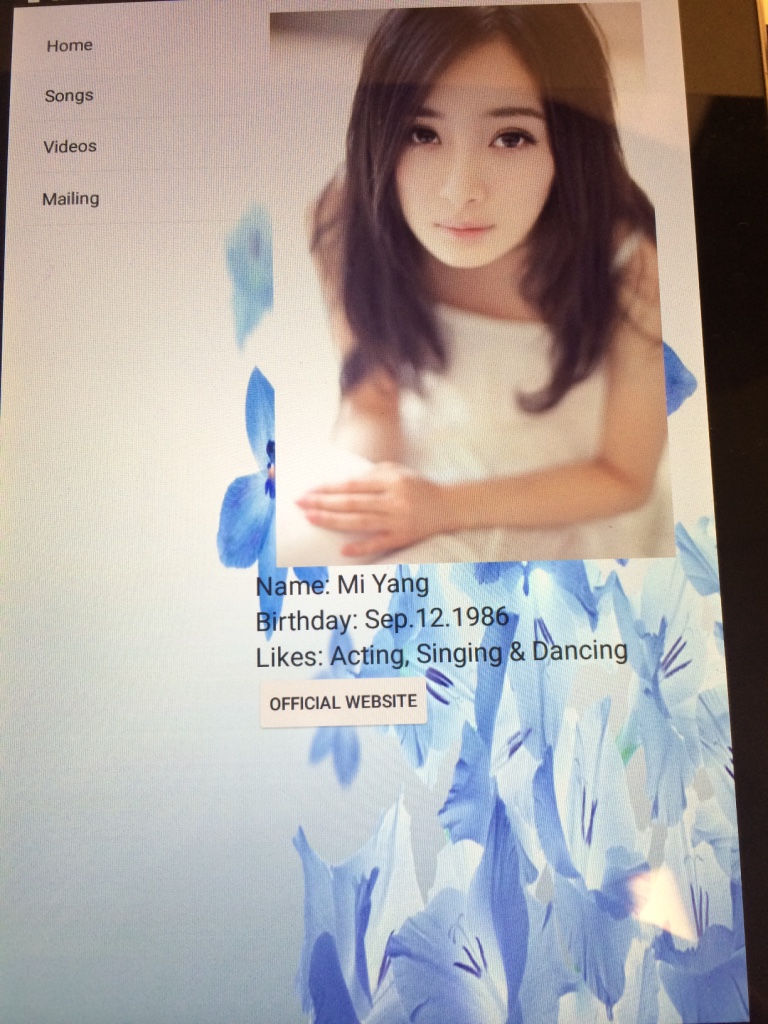 Home
Songs
Videos
Mailing
Name: Mi Yang
Birthday: Sep.12.1986
Likes: Acting, Singing & Dancing
OFFICIAL WEBSITE